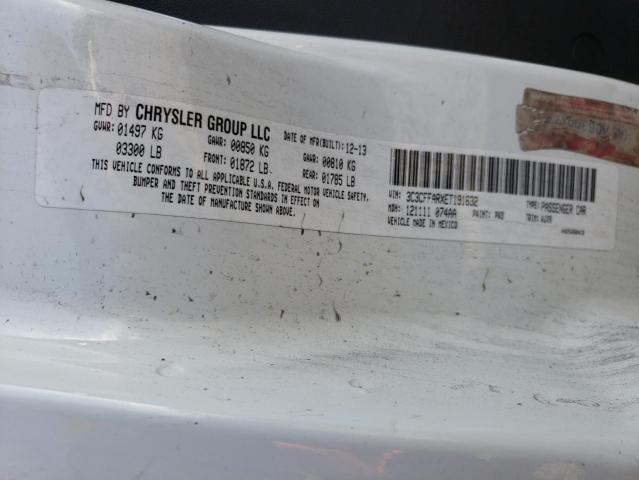 MFD BY CHRYSLER GROUP LLC DATE OF MFR(BUILT): 12-13
GVWR: 01497 KG GAWR: 00850 KG GAWR: 00810 KG
03300 LB FRONT: 01872 LB REAR: 01785 LB
THIS VEHICLE CONFORMS TO ALL APPLICABLE U.S.A. FEDERAL MOTOR VEHICLE SAFETY,
BUMPER AND THEFT PREVENTION STANDARDS IN EFFECT ON
THE DATE OF MANUFACTURE SHOWN ABOVE.
VIN: 3C3CFFARXET191632 TYPE: PASSENGER CAR
MDH: 121111 074AA PAINT: PW3 TRIM:
VEHICLE MADE IN MEXICO